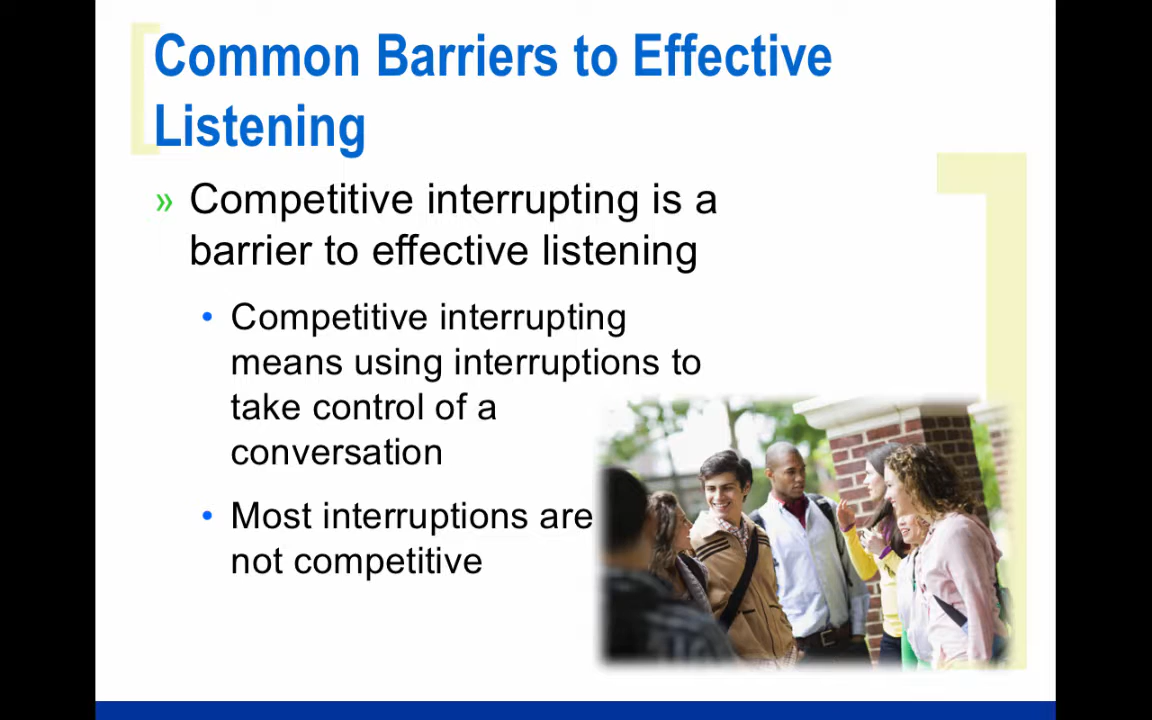 Common Barriers to Effective
Listening
» Competitive interrupting is a
barrier to effective listening
• Competitive interrupting
means using interruptions to
take control of a
conversation
• Most interruptions are
not competitive